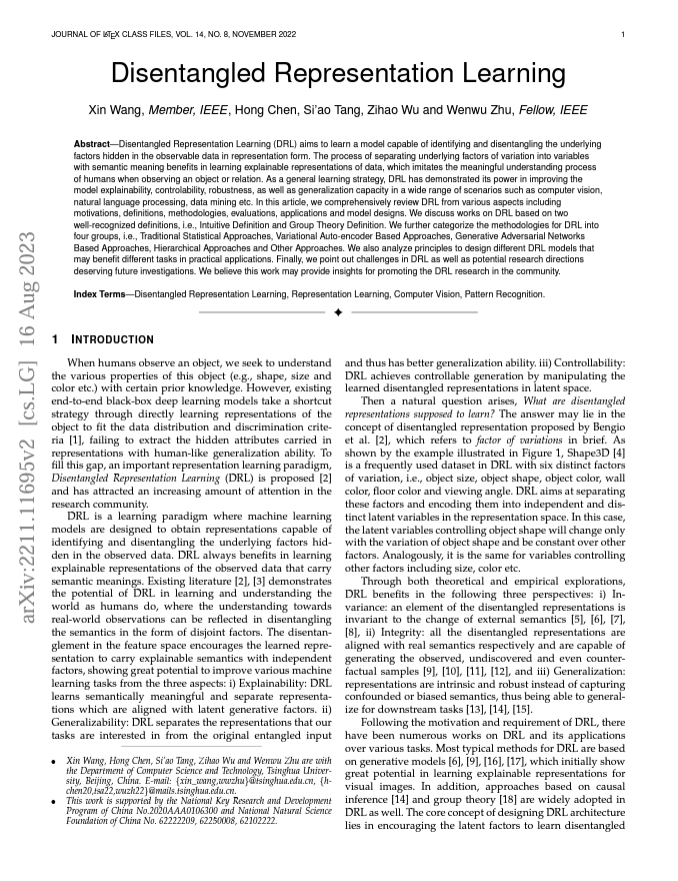 JOURNAL OF LATEX CLASS FILES, VOL. 14, NO. 8, NOVEMBER 2022 1
Disentangled Representation Learning
Xin Wang, Member, IEEE, Hong Chen, Si'ao Tang, Zihao Wu and Wenwu Zhu, Fellow, IEEE
Abstract—Disentangled Representation Learning (DRL) aims to learn a model capable of identifying and disentangling the underlying
factors hidden in the observable data in representation form. The process of separating underlying factors of variation into variables
with semantic meaning benefits in learning explainable representations of data, which imitates the meaningful understanding process
of humans when observing an object or relation. As a general learning strategy, DRL has demonstrated its power in improving the
model explainability, controlability, robustness, as well as generalization capacity in a wide range of scenarios such as computer vision,
natural language processing, data mining etc. In this article, we comprehensively review DRL from various aspects including
motivations, definitions, methodologies, evaluations, applications and model designs. We discuss works on DRL based on two
well-recognized definitions, i.e., Intuitive Definition and Group Theory Definition. We further categorize the methodologies for DRL into
four groups, i.e., Traditional Statistical Approaches, Variational Auto-encoder Based Approaches, Generative Adversarial Networks
Based Approaches, Hierarchical Approaches and Other Approaches. We also analyze principles to design different DRL models that
may benefit different tasks in practical applications. Finally, we point out challenges in DRL as well as potential research directions
deserving future investigations. We believe this work may provide insights for promoting the DRL research in the community.
Index Terms—Disentangled Representation Learning, Representation Learning, Computer Vision, Pattern Recognition.
arXiv:2211.11695v2 [cs.LG] 16 Aug 2023
1 INTRODUCTION
When humans observe an object, we seek to understand
the various properties of this object (e.g., shape, size and
color etc.) with certain prior knowledge. However, existing
end-to-end black-box deep learning models take a shortcut
strategy through directly learning representations of the
object to fit the data distribution and discrimination crite-
ria [1], failing to extract the hidden attributes carried in
representations with human-like generalization ability. To
fill this gap, an important representation learning paradigm,
Disentangled Representation Learning (DRL) is proposed [2]
and has attracted an increasing amount of attention in the
research community.
DRL is a learning paradigm where machine learning
models are designed to obtain representations capable of
identifying and disentangling the underlying factors hid-
den in the observed data. DRL always benefits in learning
explainable representations of the observed data that carry
semantic meanings. Existing literature [2], [3] demonstrates
the potential of DRL in learning and understanding the
world as humans do, where the understanding towards
real-world observations can be reflected in disentangling
the semantics in the form of disjoint factors. The disentan-
glement in the feature space encourages the learned repre-
sentation to carry explainable semantics with independent
factors, showing great potential to improve various machine
learning tasks from the three aspects: i) Explainability: DRL
learns semantically meaningful and separate representa-
tions which are aligned with latent generative factors. ii)
Generalizability: DRL separates the representations that our
tasks are interested in from the original entangled input
• Xin Wang, Hong Chen, Si'ao Tang, Zihao Wu and Wenwu Zhu are with
the Department of Computer Science and Technology, Tsinghua Univer-
sity, Beijing, China. E-mail: {xin_wang,wwzhu}@tsinghua.edu.cn, {h-
chen20,tsa22,wuzh22}@mails.tsinghua.edu.cn.
• This work is supported by the National Key Research and Development
Program of China No.2020AAA0106300 and National Natural Science
Foundation of China No. 62222209, 62250008, 62102222.
and thus has better generalization ability. iii) Controllability:
DRL achieves controllable generation by manipulating the
learned disentangled representations in latent space.
Then a natural question arises, What are disentangled
representations supposed to learn? The answer may lie in the
concept of disentangled representation proposed by Bengio
et al. [2], which refers to factor of variations in brief. As
shown by the example illustrated in Figure 1, Shape3D [4]
is a frequently used dataset in DRL with six distinct factors
of variation, i.e., object size, object shape, object color, wall
color, floor color and viewing angle. DRL aims at separating
these factors and encoding them into independent and dis-
tinct latent variables in the representation space. In this case,
the latent variables controlling object shape will change only
with the variation of object shape and be constant over other
factors. Analogously, it is the same for variables controlling
other factors including size, color etc.
Through both theoretical and empirical explorations,
DRL benefits in the following three perspectives: i) In-
variance: an element of the disentangled representations is
invariant to the change of external semantics [5], [6], [7],
[8], ii) Integrity: all the disentangled representations are
aligned with real semantics respectively and are capable of
generating the observed, undiscovered and even counter-
factual samples [9], [10], [11], [12], and iii) Generalization:
representations are intrinsic and robust instead of capturing
confounded or biased semantics, thus being able to general-
ize for downstream tasks [13], [14], [15].
Following the motivation and requirement of DRL, there
have been numerous works on DRL and its applications
over various tasks. Most typical methods for DRL are based
on generative models [6], [9], [16], [17], which initially show
great potential in learning explainable representations for
visual images. In addition, approaches based on causal
inference [14] and group theory [18] are widely adopted in
DRL as well. The core concept of designing DRL architecture
lies in encouraging the latent factors to learn disentangled